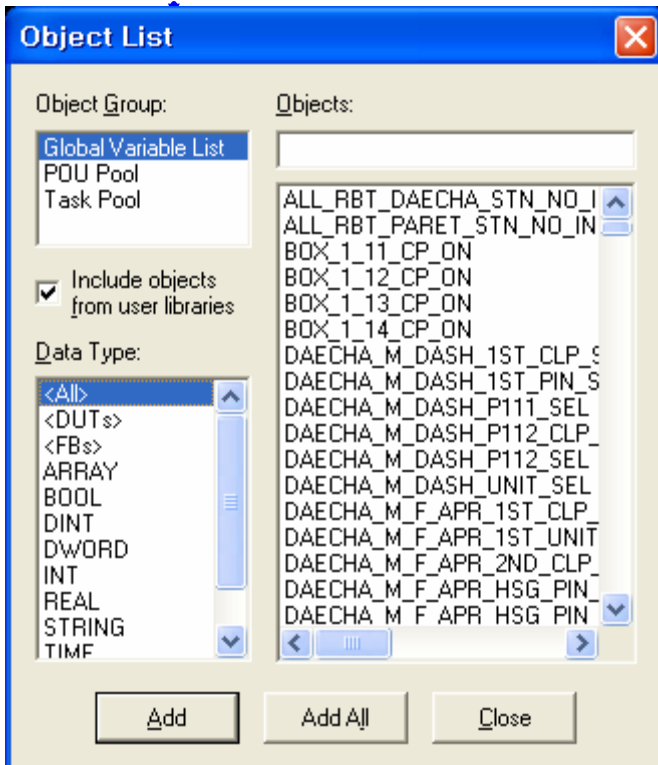 Object List
Object Group:
Global Variable List
POU Pool
Task Pool
Include objects
from user libraries
Data Type:
<All>
<DUTs>
<FBs>
ARRAY
BOOL
DINT
DWORD
INT
REAL
STRING
TIME
Objects:
ALL_RBT_DAECHA_STN_NO_I
ALL_RBT_PARET_STN_NO_IN
BOX_1_11_CP_ON
BOX_1_12_CP_ON
BOX_1_13_CP_ON
BOX_1_14_CP_ON
DAECHA_M_DASH_1ST_CLP_S
DAECHA_M_DASH_1ST_PIN_S
DAECHA_M_DASH_P111_SEL
DAECHA_M_DASH_P112_CLP_
DAECHA_M_DASH_P112_SEL
DAECHA_M_DASH_UNIT_SEL
DAECHA_M_F_APR_1ST_CLP_
DAECHA_M_F_APR_1ST_UNIT
DAECHA_M_F_APR_2ND_CLP_
DAECHA_M_F_APR_HSG_PIN_
DAECHA_M_F_APR_HSG_PIN_
Add
Add All
Close